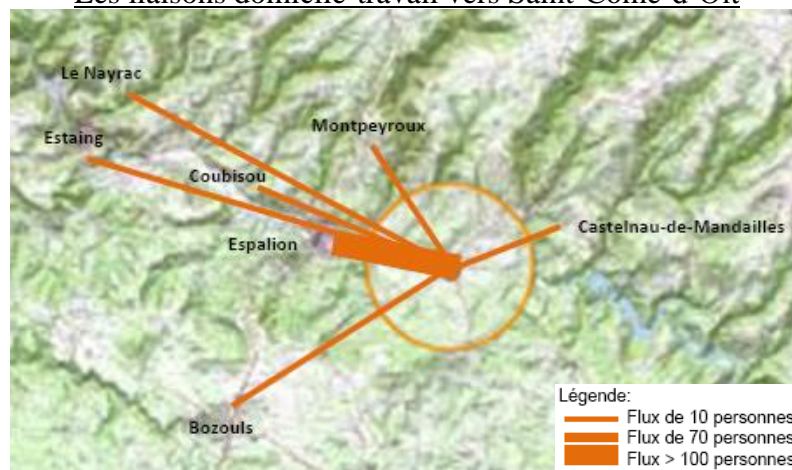 Les liaisons domicile-travail vers Saint-Côme-d'Olt
Le Nayrac
Estaing
Montpeyroux
Coubisou
Espalion
Castelnau-de-Mandailles
Bozouls
Légende:
Flux de 10 personnes
Flux de 70 personnes
Flux > 100 personnes